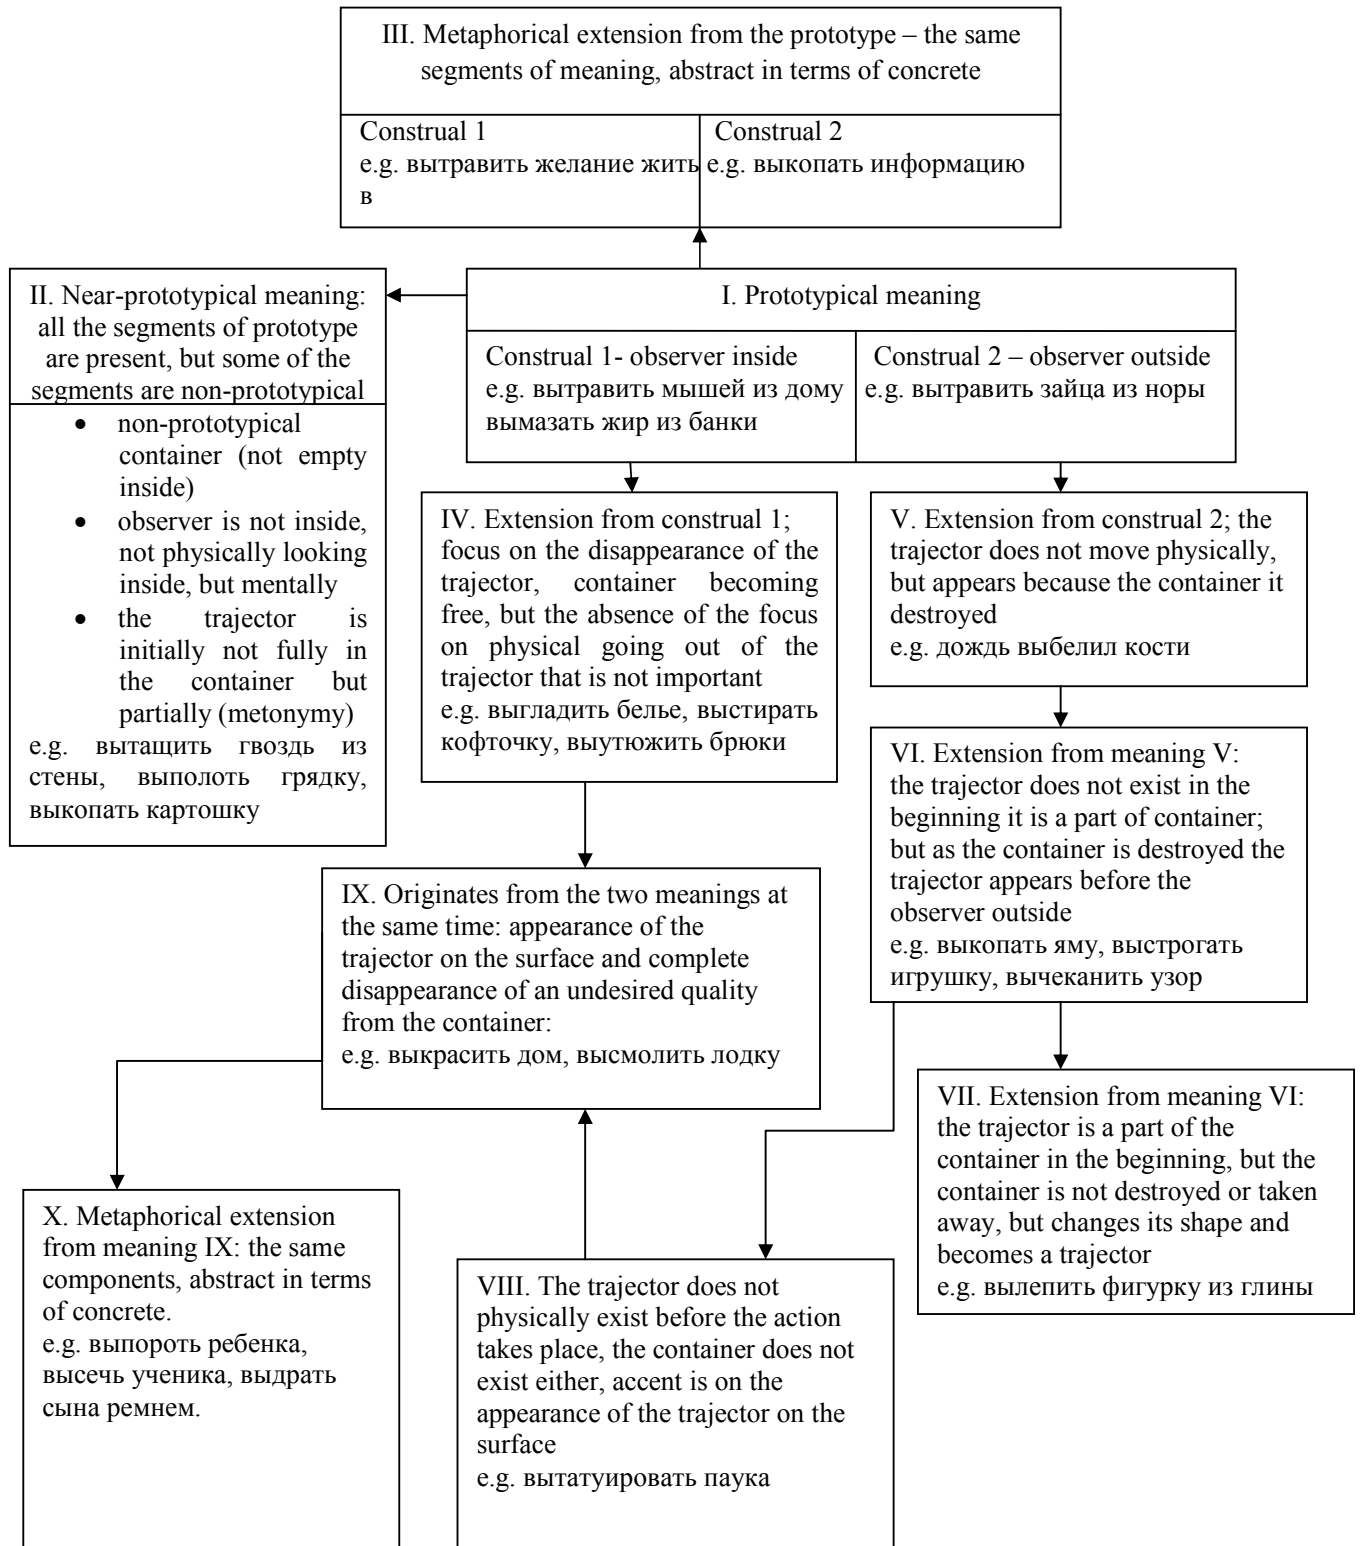 III. Metaphorical extension from the prototype – the same
segments of meaning, abstract in terms of concrete
Construal 1
e.g. вытравить желание жить
в
Construal 2
e.g. выкопать информацию
II. Near-prototypical meaning:
all the segments of prototype
are present, but some of the
segments are non-prototypical
• non-prototypical
container (not empty
inside)
• observer is not inside,
not physically looking
inside, but mentally
• the trajector is
initially not fully in
the container but
partially (metonymy)
e.g. вытащить гвоздь из
стены, выполоть грядку,
выкопать картошку
I. Prototypical meaning
Construal 1- observer inside
e.g. вытравить мышей из дому
вымазать жир из банки
Construal 2 – observer outside
e.g. вытравить зайца из норы
IV. Extension from construal 1;
focus on the disappearance of the
trajector, container becoming
free, but the absence of the focus
on physical going out of the
trajector that is not important
e.g. выгладить белье, выстирать
кофточку, выутюжить брюки
V. Extension from construal 2; the
trajector does not move physically,
but appears because the container it
destroyed
e.g. дождь выбелил кости
VI. Extension from meaning V:
the trajector does not exist in the
beginning it is a part of container;
but as the container is destroyed the
trajector appears before the
observer outside
e.g. выкопать яму, выстрогать
игрушку, вычеканить узор
IX. Originates from the two meanings at
the same time: appearance of the
trajector on the surface and complete
disappearance of an undesired quality
from the container:
e.g. выкрасить дом, высмолить лодку
VII. Extension from meaning VI:
the trajector is a part of the
container in the beginning, but the
container is not destroyed or taken
away, but changes its shape and
becomes a trajector
e.g. вылепить фигурку из глины
X. Metaphorical extension
from meaning IX: the same
components, abstract in terms
of concrete.
e.g. выпороть ребенка,
высечь ученика, выдрать
сына ремнем.
VIII. The trajector does not
physically exist before the action
takes place, the container does not
exist either, accent is on the
appearance of the trajector on the
surface
e.g. вытатуировать паука